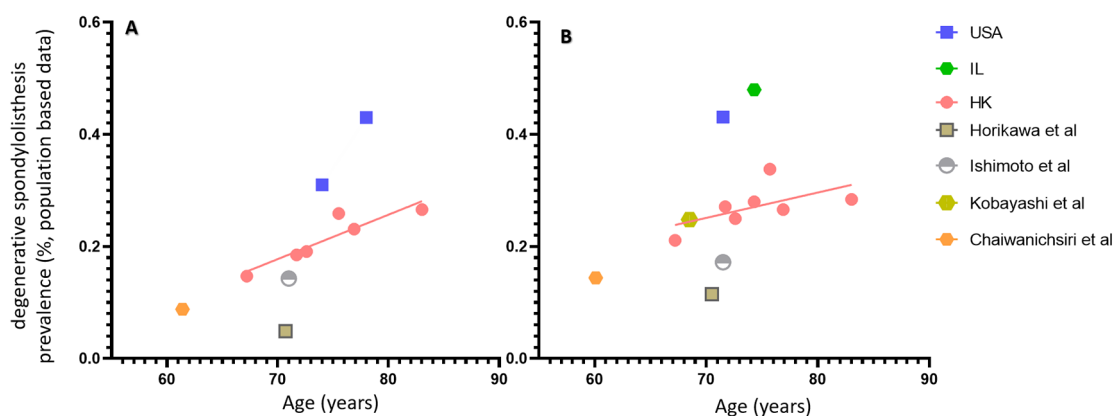 degenerative spondylolisthesis
prevalence (%, population based data)
A
0.6
0.4
0.2
0.0
60
70
80
90
Age (years)
B
0.6
0.4
0.2
0.0
60
70
80
90
Age (years)
USA
IL
HK
Horikawa et al
Ishimoto et al
Kobayashi et al
Chaiwanichsiri et al